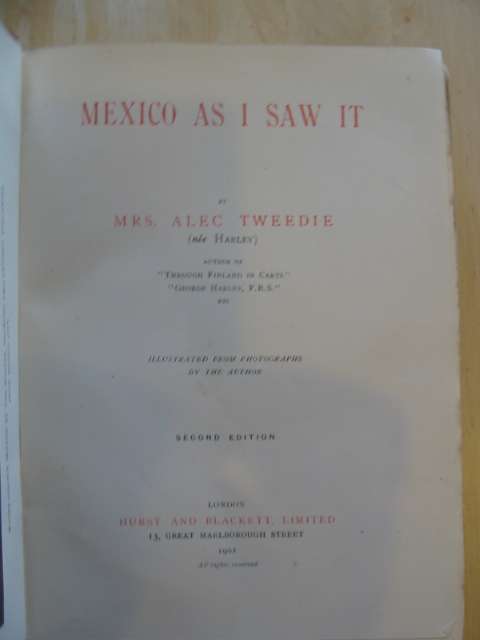 MEXICO AS I SAW IT
BY
MRS. ALEC TWEEDIE
(née HARLEY)
AUTHOR OF
"THROUGH FINLAND IN CARTS"
"GEORGE HARLEY, F.R.S."
ETC
ILLUSTRATED FROM PHOTOGRAPHS
BY THE AUTHOR
SECOND EDITION
LONDON
HURST AND BLACKETT, LIMITED
13, GREAT MARLBOROUGH STREET
All rights reserved